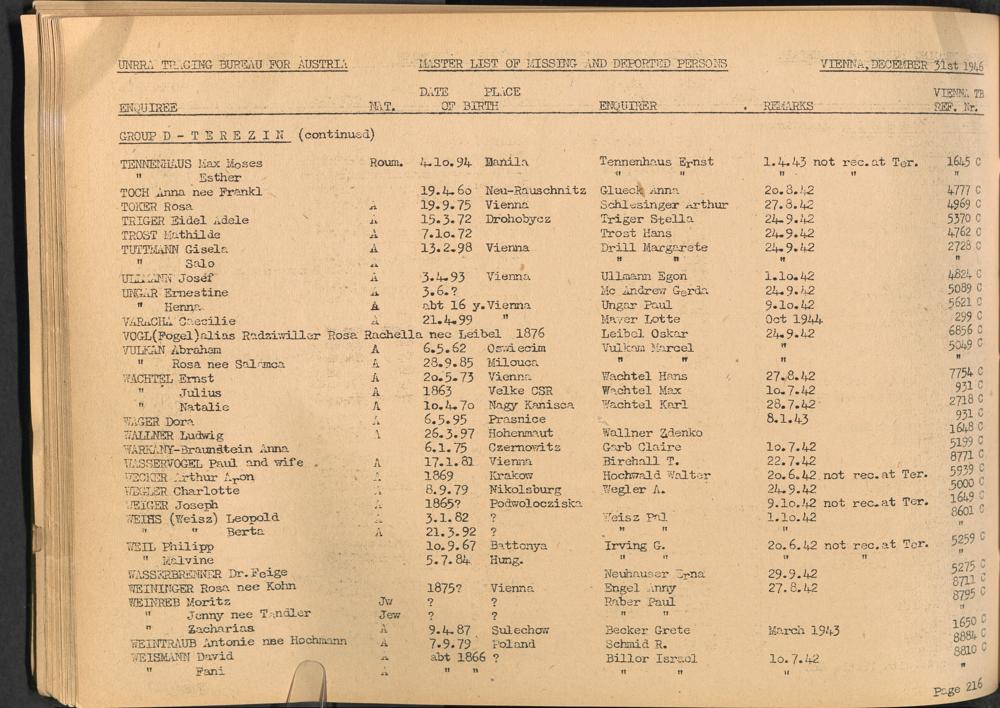 UNRRA TRACING BUREAU FOR AUSTRIA MASTER LIST OF MISSING AND DEPORTED PERSONS VIENNA, DECEMBER 31st 1946
DATE PLACE VIENNA TB
ENQUIREE NAT. OF BIRTH ENQUIRER . REMARKS REF. Nr.
GROUP D - T E R E Z I N (continued)
TENNENHAUS Max Moses Roum. 4.10.94 Manila Tennenhaus Ernst 1.4.43 not rec.at Ter. 1645 C
" Esther " " " " "
TOCH Anna nee Frankl 19.4.60 Neu-Rauschnitz Glueck Anna 20.8.42 4777 C
TOKER Rosa A 19.9.75 Vienna Schlesinger Arthur 27.8.42 4969 C
TRIGER Eidel Adele A 15.3.72 Drohobycz Triger Stella 24.9.42 5370 C
TROST Mathilde A 7.10.72 Trost Hans 24.9.42 4762 C
TUTTMANN Gisela A 13.2.98 Vienna Drill Margarete 24.9.42 2728 C
" Salo A " " " "
ULLMANN Josef A 3.4.93 Vienna Ullmann Egon 1.10.42 4824 C
UNGAR Ernestine A 3.6.? Mc Andrew Gerda 24.9.42 5089 C
" Henna A abt 16 y.Vienna Ungar Paul 9.10.42 5621 C
VARACHA Caecilie A 21.4.99 " Mayer Lotte Oct 1944 299 C
VOGL(Fogel)alias Radziwiller Rosa Rachella nee Leibel 1876 Leibel Oskar 24.9.42 6856 C
VULKAN Abraham A 6.5.62 Oswiecim Vulkan Marcel " 5049 C
" Rosa nee Salamca A 28.9.85 Milouca " " " "
WACHTEL Ernst A 20.5.73 Vienna Wachtel Hans 27.8.42 7754 C
" Julius A 1863 Velke CSR Wachtel Max 10.7.42 931 C
" Natalie A 10.4.70 Nagy Kanisca Wachtel Karl 28.7.42 2718 C
WAGER Dora A 6.5.95 Prasnice 8.1.43 931 C
WALLNER Ludwig A 26.3.97 Hohenmaut Wallner Zdenko 1648 C
WARKANY-Braunstein Anna 6.1.75 Czernowitz Garb Claire 10.7.42 5199 C
WASSERVOGEL Paul and wife A 17.1.81 Vienna Birehall T. 22.7.42 8771 C
WECKER Arthur Aron A 1869 Krakow Hochwald Walter 20.6.42 not rec.at Ter. 5939 C
WEGLER Charlotte A 8.9.79 Nikolsburg Wegler A. 24.9.42 5000 C
WEIGER Joseph A 1865? Podwolocziska 9.10.42 not rec.at Ter. 1649 C
WEIHS (Weisz) Leopold A 3.1.82 ? Weisz Pal 1.10.42 8601 C
" " Berta A 21.3.92 ? " " " "
WEIL Philipp 10.9.67 Battonya Irving G. 20.6.42 not rec.at Ter. 5259 C
" Malvine 5.7.84 Hung. " " " " "
WASSERBRENNER Dr.Feige Neuhauser Erna 29.9.42 5275 C
WEININGER Rosa nee Kohn 1875? Vienna Engel Anny 27.8.42 8711 C
WEINREB Moritz Jw ? ? Raber Paul 8795 C
" Jenny nee Tandler Jew ? ? "
" Zacharias A 9.4.87 Sulechow Becker Grete March 1943 1650 C
WEINTRAUB Antonie nee Hochmann A 7.9.79 Poland Schmid R. 8884 C
WEISMANN David A abt 1866 ? Billor Israel 10.7.42 8810 C
" Fani A " " " " " "
Page 216